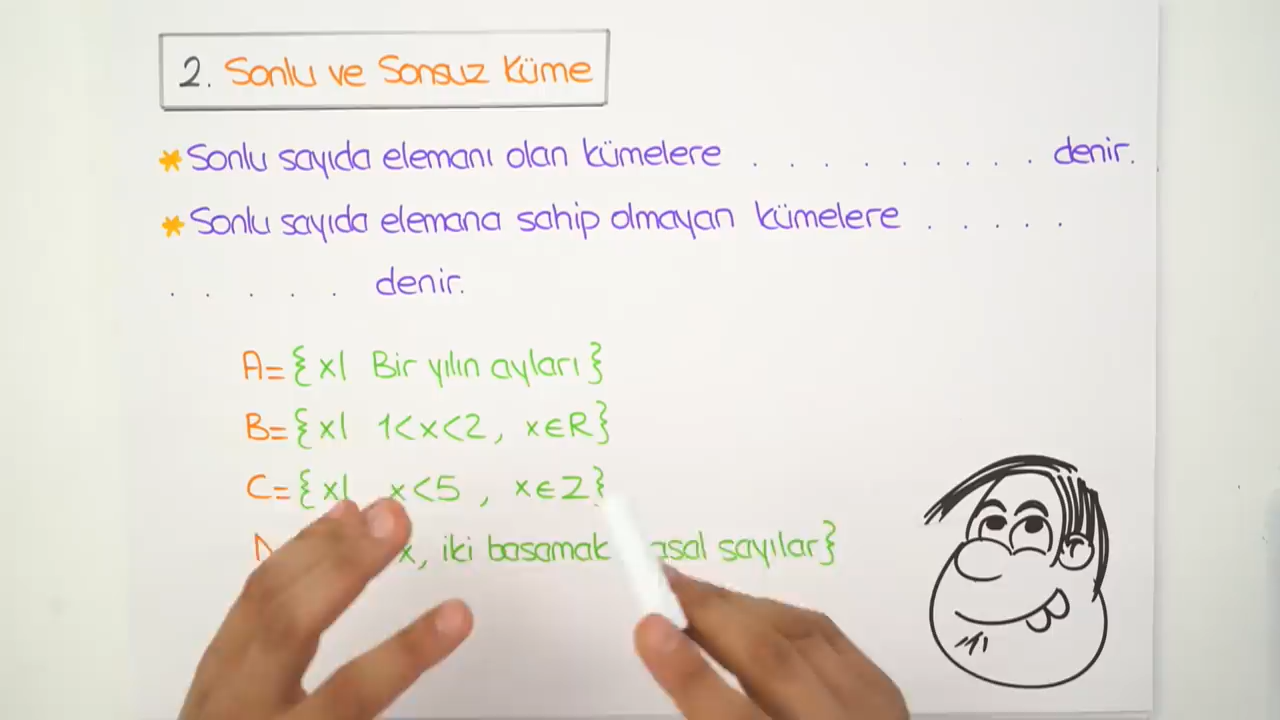 2. Sonlu ve Sonsuz Küme
* Sonlu sayıda elemanı olan kümelere . . . . . . . . . denir.
* Sonlu sayıda elemana sahip olmayan kümelere . . . . .
. . . . . denir.
A={x| Bir yılın ayları}
B={x| 1<x<2, x∈R}
C={x| x<5 , x∈Z}
x, iki basamak asal sayılar}